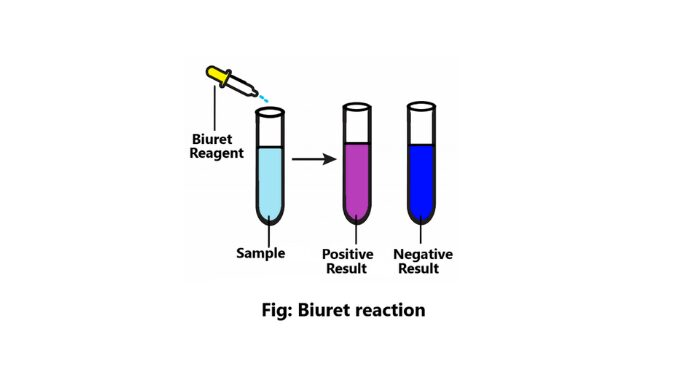 Biuret
Reagent
Sample
Positive
Result
Negative
Result
Fig: Biuret reaction